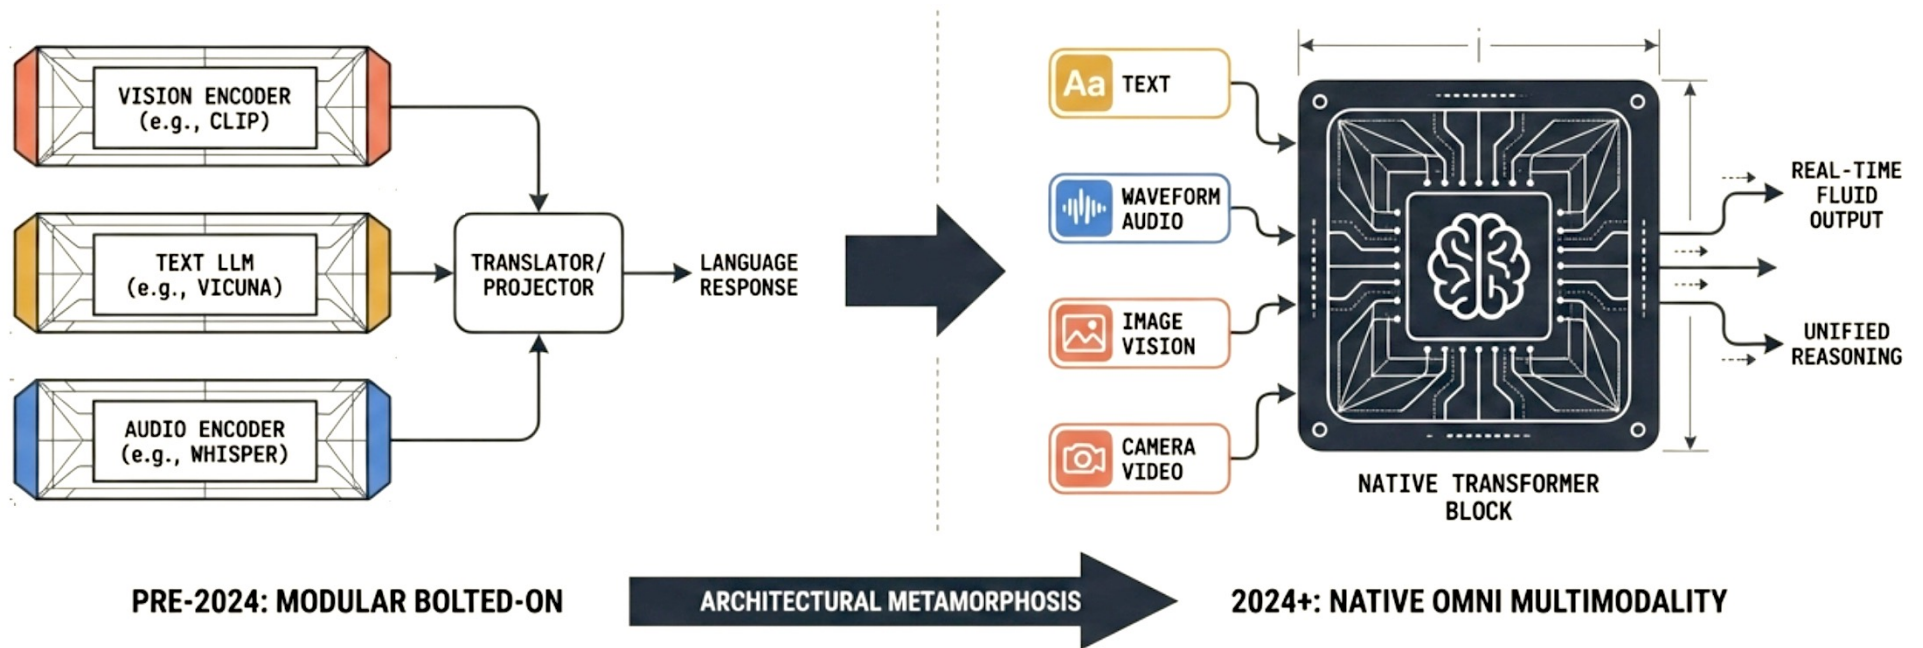 VISION ENCODER
(e.g., CLIP)
TEXT LLM
(e.g., VICUNA)
AUDIO ENCODER
(e.g., WHISPER)
TRANSLATOR/
PROJECTOR
LANGUAGE
RESPONSE
Aa TEXT
WAVEFORM
AUDIO
IMAGE
VISION
CAMERA
VIDEO
NATIVE TRANSFORMER
BLOCK
REAL-TIME
FLUID
OUTPUT
UNIFIED
REASONING
PRE-2024: MODULAR BOLTED-ON
ARCHITECTURAL METAMORPHOSIS
2024+: NATIVE OMNI MULTIMODALITY